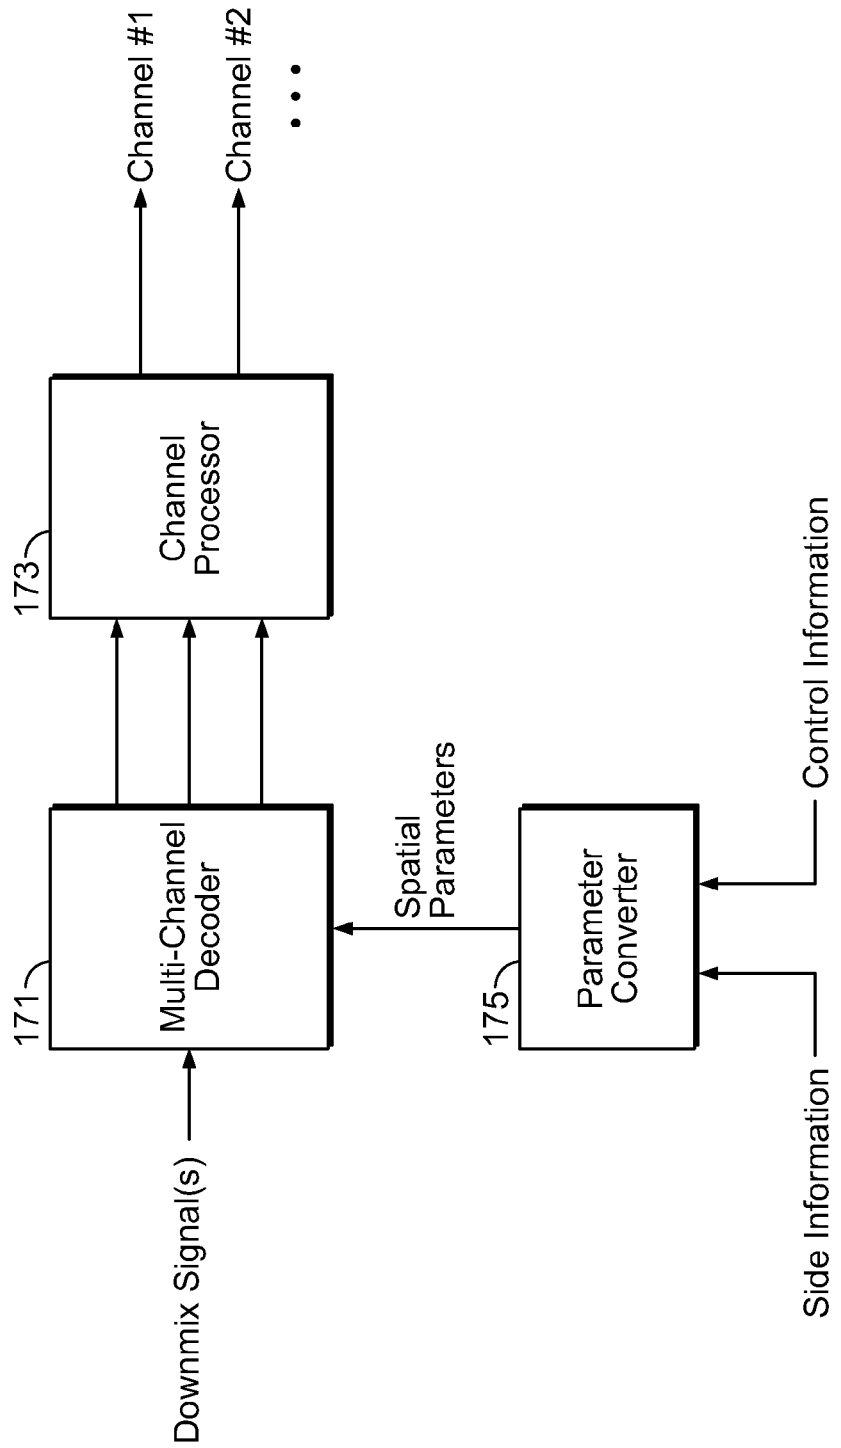 Downmix Signal(s)
171
Multi-Channel
Decoder
173
Channel
Processor
Channel #1
Channel #2
Spatial
Parameters
175
Parameter
Converter
Side Information
Control Information